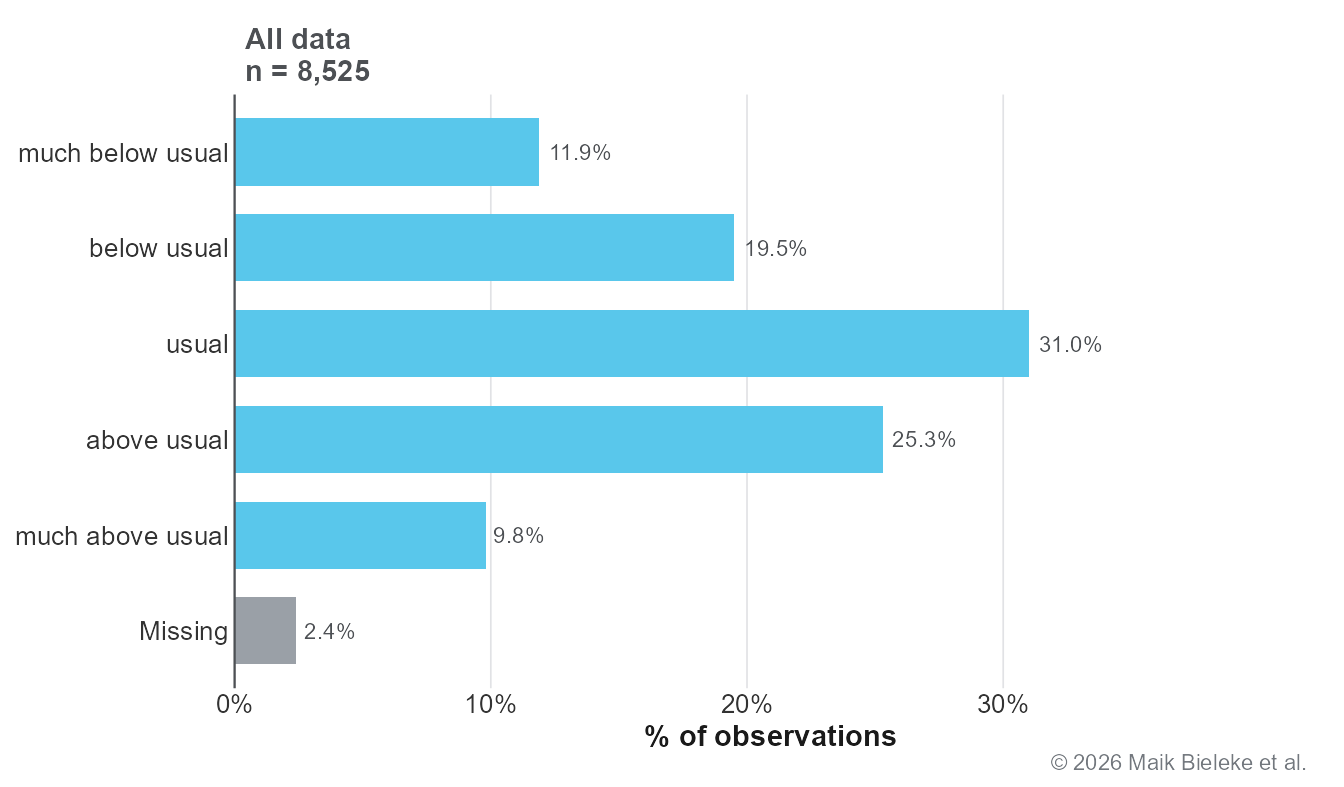 All data
n = 8,525
much below usual
11.9%
below usual
19.5%
usual
31.0%
above usual
25.3%
much above usual
9.8%
Missing
2.4%
0%
10%
20%
30%
% of observations
© 2026 Maik Bieleke et al.